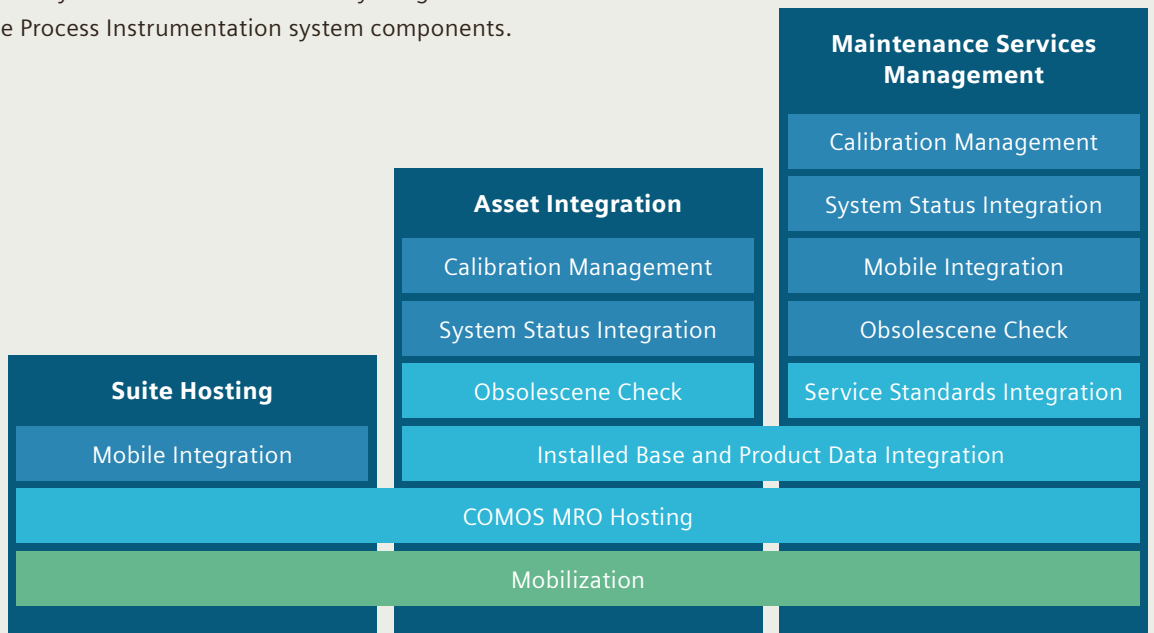 e Process Instrumentation system components.
Maintenance Services
Management
Calibration Management
System Status Integration
Mobile Integration
Obsolescene Check
Service Standards Integration
Asset Integration
Calibration Management
System Status Integration
Obsolescene Check
Suite Hosting
Mobile Integration
Installed Base and Product Data Integration
COMOS MRO Hosting
Mobilization